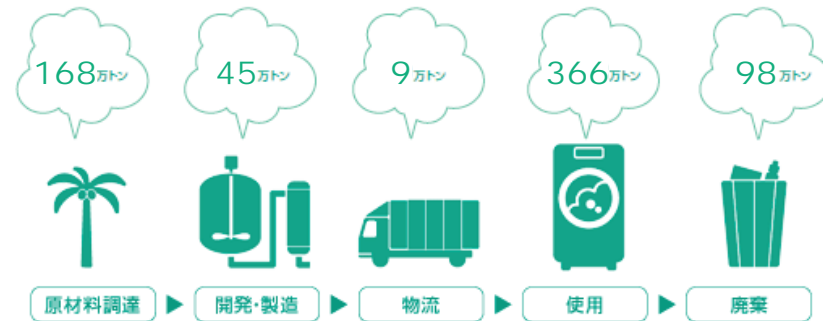 168万トン
45万トン
9万トン
366万トン
98万トン
原材料調達
開発・製造
物流
使用
廃棄